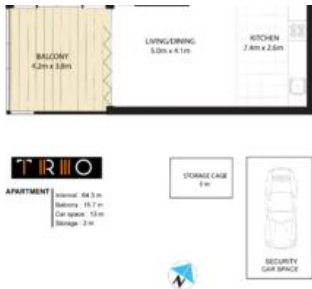 BALCONY
4.2m x 3.8m
LIVING/DINING
5.0m x 4.1m
KITCHEN
7.4m x 2.6m
TRIO
APARTMENT
Internal: 64.3 m
Balcony: 15.7 m
Car space: 13 m
Storage: 3 m
STORAGE CAGE
3 m
SECURITY
CAR SPACE
N